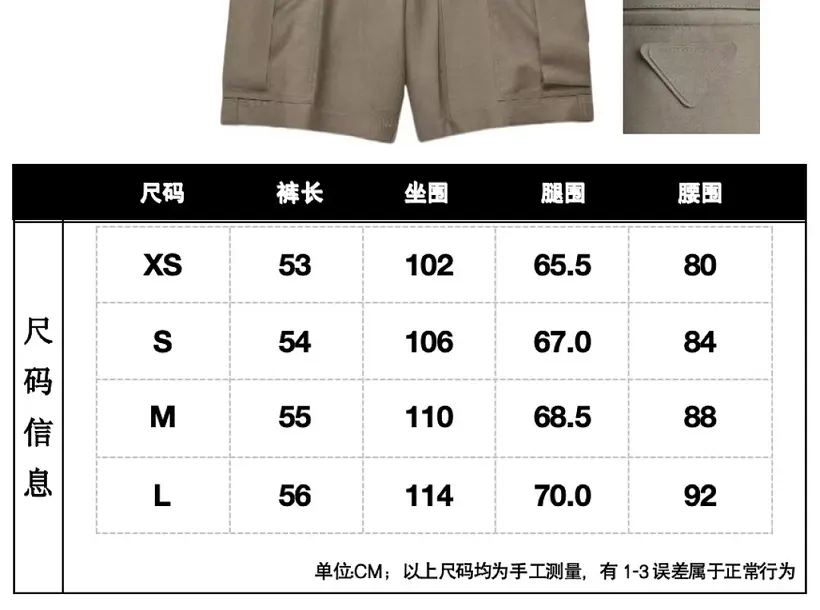 尺码 裤长 坐围 腿围 腰围
尺码信息
XS 53 102 65.5 80
S 54 106 67.0 84
M 55 110 68.5 88
L 56 114 70.0 92
单位:CM；以上尺码均为手工测量，有 1-3 误差属于正常行为